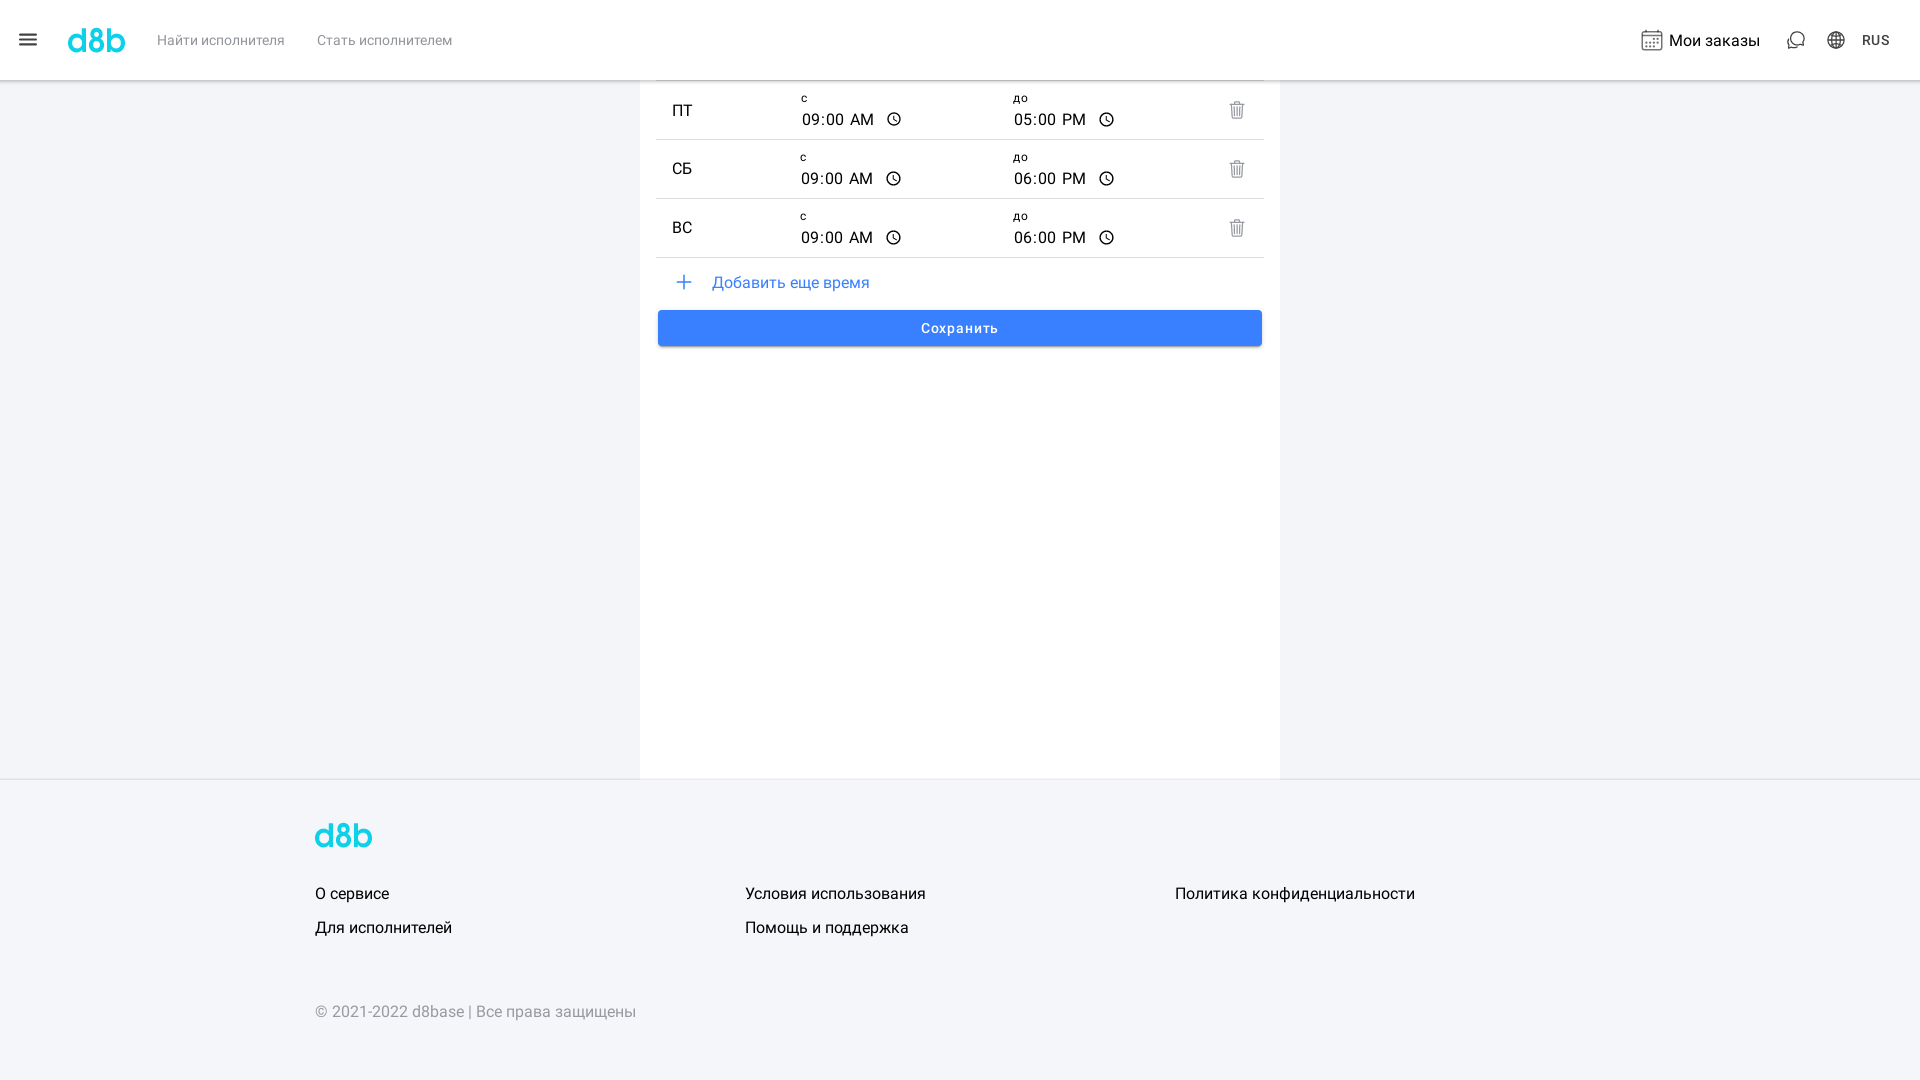 d8b Найти исполнителя Стать исполнителем Мои заказы RUS
ПТ с 09:00 AM до 05:00 PM
СБ с 09:00 AM до 06:00 PM
ВС с 09:00 AM до 06:00 PM
Добавить еще время
Сохранить
d8b
О сервисе Условия использования Политика конфиденциальности
Для исполнителей Помощь и поддержка
© 2021-2022 d8base | Все права защищены